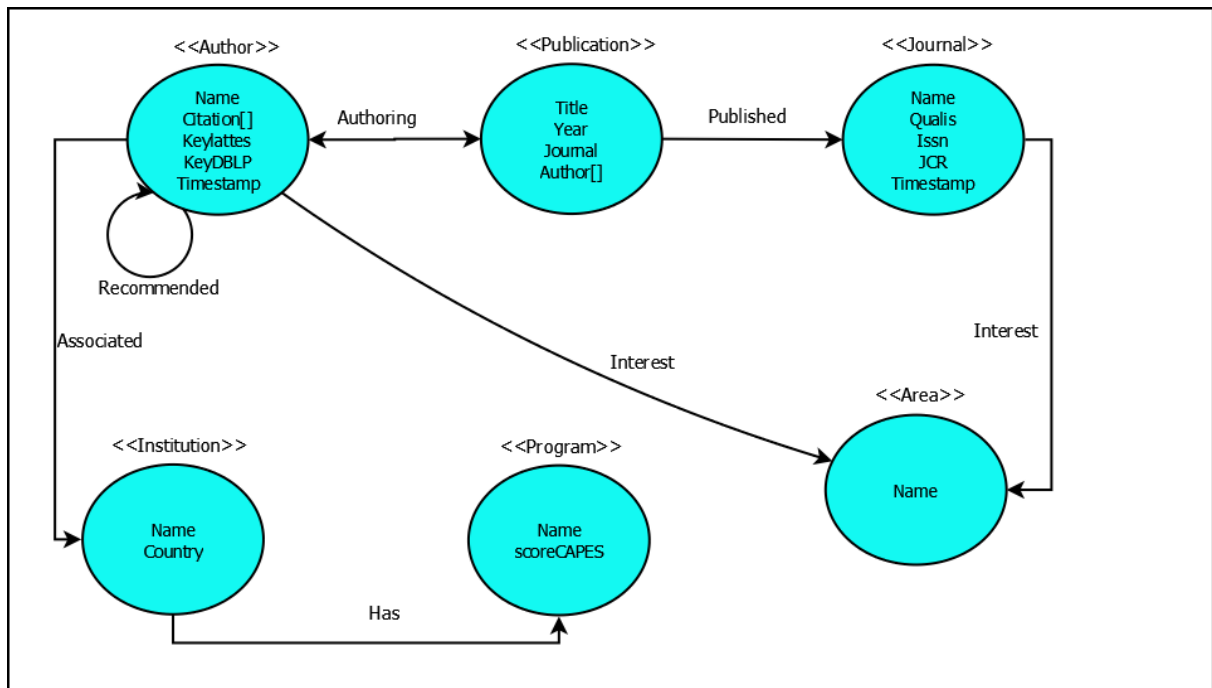 <<Author>>
Name
Citation[]
Keylattes
KeyDBLP
Timestamp
<<Publication>>
Title
Year
Journal
Author[]
<<Journal>>
Name
Qualis
Issn
JCR
Timestamp
Authoring
Published
Recommended
Associated
Interest
Interest
<<Institution>>
Name
Country
<<Program>>
Name
scoreCAPES
<<Area>>
Name
Has